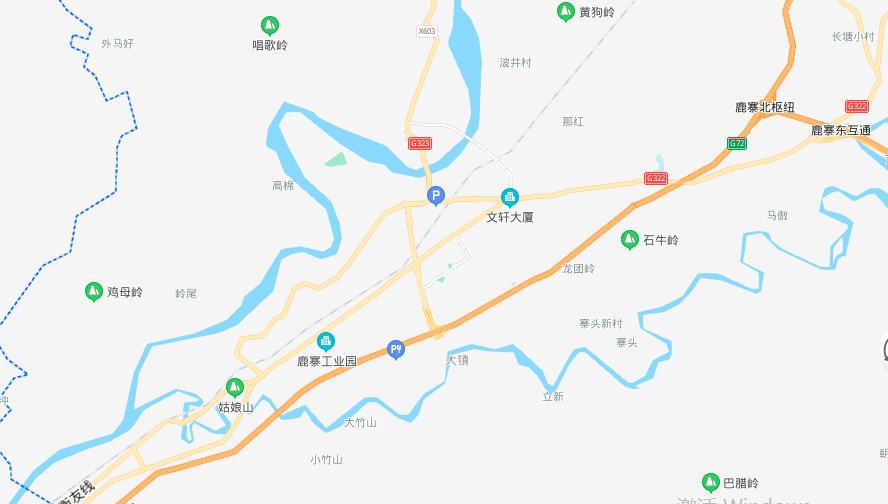 黄狗岭
X603
长塘小村
外马好
唱歌岭
波井村
鹿寨北枢纽
G322
那红
鹿寨东互通
G323
G72
G322
高棉
P
文轩大厦
马傲
石牛岭
龙团岭
鸡母岭
岭尾
寨头新村
寨头
鹿寨工业园
大镇
姑娘山
立新
大竹山
小竹山
巴腊岭
激活 Windows